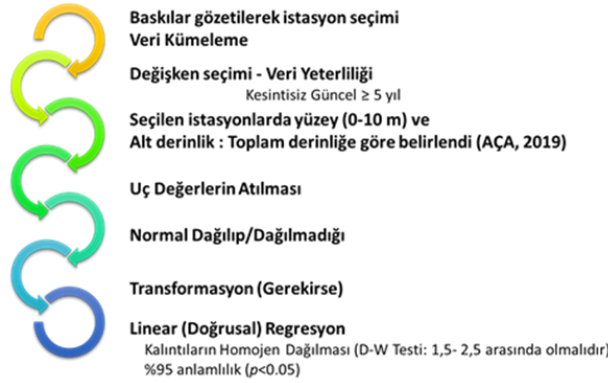 Baskılar gözetilerek istasyon seçimi
Veri Kümeleme
Değişken seçimi - Veri Yeterliliği
Kesintisiz Güncel ≥ 5 yıl
Seçilen istasyonlarda yüzey (0-10 m) ve
Alt derinlik : Toplam derinliğe göre belirlendi (AÇA, 2019)
Uç Değerlerin Atılması
Normal Dağılıp/Dağılmadığı
Transformasyon (Gerekirse)
Linear (Doğrusal) Regresyon
Kalıntıların Homojen Dağılması (D-W Testi: 1,5- 2,5 arasında olmalıdır)
%95 anlamlılık (p<0.05)